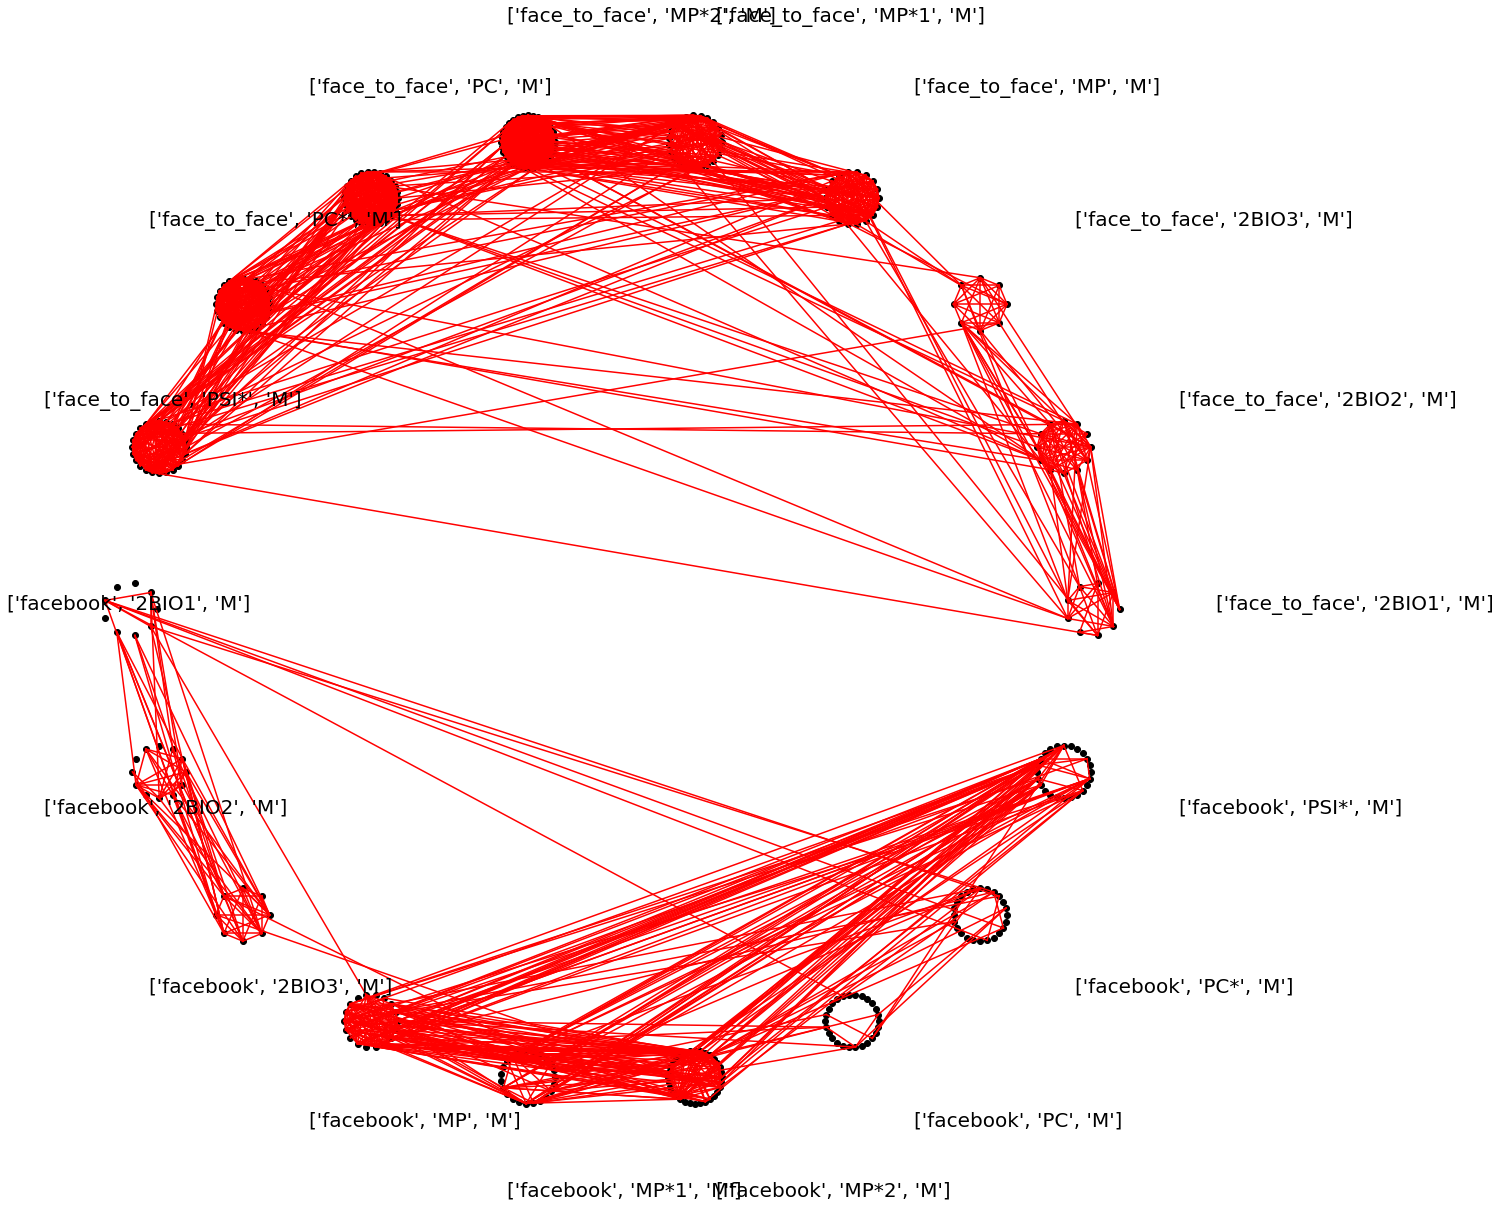 ['face_to_face', 'MP*2', 'M']
['face_to_face', 'MP*1', 'M']
['face_to_face', 'PC', 'M']
['face_to_face', 'MP', 'M']
['face_to_face', 'PC*', 'M']
['face_to_face', '2BIO3', 'M']
['face_to_face', 'PSI*', 'M']
['face_to_face', '2BIO2', 'M']
['facebook', '2BIO1', 'M']
['face_to_face', '2BIO1', 'M']
['facebook', '2BIO2', 'M']
['facebook', 'PSI*', 'M']
['facebook', '2BIO3', 'M']
['facebook', 'PC*', 'M']
['facebook', 'MP', 'M']
['facebook', 'PC', 'M']
['facebook', 'MP*1', 'M']
['facebook', 'MP*2', 'M']